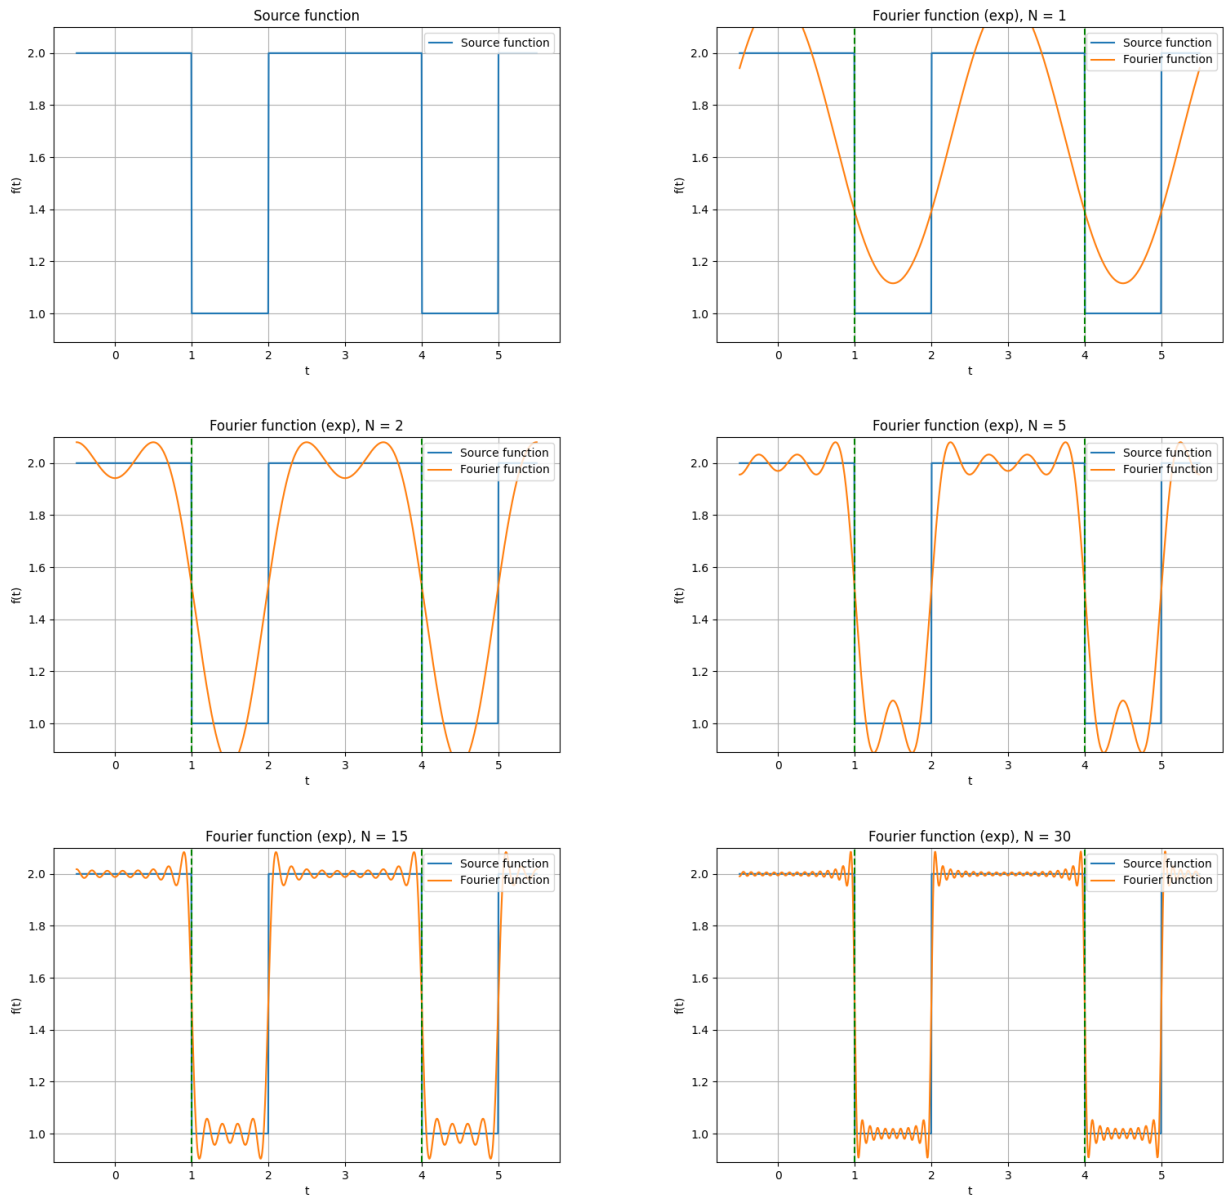 Source function
f(t)
2.0
1.8
1.6
1.4
1.2
1.0
Source function
0 1 2 3 4 5
t
Fourier function (exp), N = 1
f(t)
2.0
1.8
1.6
1.4
1.2
1.0
Source function
Fourier function
0 1 2 3 4 5
t
Fourier function (exp), N = 2
f(t)
2.0
1.8
1.6
1.4
1.2
1.0
Source function
Fourier function
0 1 2 3 4 5
t
Fourier function (exp), N = 5
f(t)
2.0
1.8
1.6
1.4
1.2
1.0
Source function
Fourier function
0 1 2 3 4 5
t
Fourier function (exp), N = 15
f(t)
2.0
1.8
1.6
1.4
1.2
1.0
Source function
Fourier function
0 1 2 3 4 5
t
Fourier function (exp), N = 30
f(t)
2.0
1.8
1.6
1.4
1.2
1.0
Source function
Fourier function
0 1 2 3 4 5
t